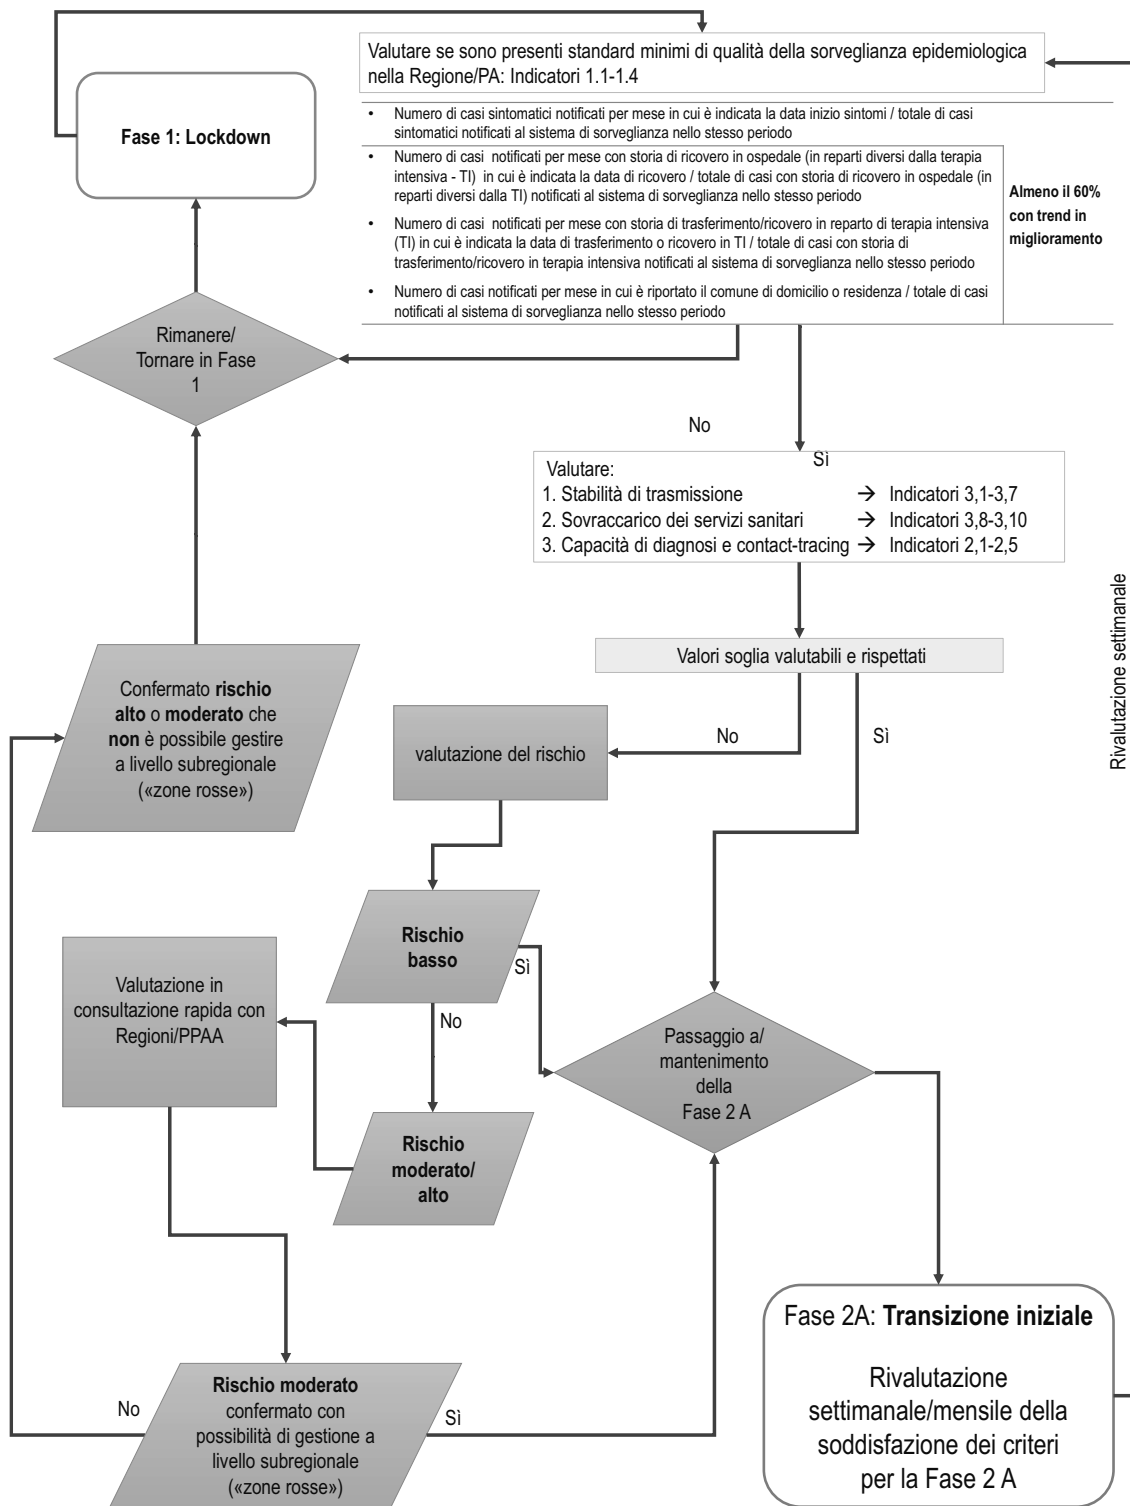 Valutare se sono presenti standard minimi di qualità della sorveglianza epidemiologica
nella Regione/PA: Indicatori 1.1-1.4
Fase 1: Lockdown
• Numero di casi sintomatici notificati per mese in cui è indicata la data inizio sintomi / totale di casi
sintomatici notificati al sistema di sorveglianza nello stesso periodo
• Numero di casi notificati per mese con storia di ricovero in ospedale (in reparti diversi dalla terapia
intensiva - TI) in cui è indicata la data di ricovero / totale di casi con storia di ricovero in ospedale (in
reparti diversi dalla TI) notificati al sistema di sorveglianza nello stesso periodo
• Numero di casi notificati per mese con storia di trasferimento/ricovero in reparto di terapia intensiva
(TI) in cui è indicata la data di trasferimento o ricovero in TI / totale di casi con storia di
trasferimento/ricovero in terapia intensiva notificati al sistema di sorveglianza nello stesso periodo
• Numero di casi notificati per mese in cui è riportato il comune di domicilio o residenza / totale di casi
notificati al sistema di sorveglianza nello stesso periodo
Almeno il 60%
con trend in
miglioramento
Rimanere/
Tornare in Fase
1
No
Sì
Valutare:
1. Stabilità di trasmissione → Indicatori 3,1-3,7
2. Sovraccarico dei servizi sanitari → Indicatori 3,8-3,10
3. Capacità di diagnosi e contact-tracing → Indicatori 2,1-2,5
Rivalutazione settimanale
Valori soglia valutabili e rispettati
Confermato rischio
alto o moderato che
non è possibile gestire
a livello subregionale
(«zone rosse»)
No
Sì
valutazione del rischio
Rischio
basso
Sì
No
Valutazione in
consultazione rapida con
Regioni/PPAA
Passaggio a/
mantenimento
della
Fase 2 A
Rischio
moderato/
alto
Fase 2A: Transizione iniziale
Rivalutazione
settimanale/mensile della
soddisfazione dei criteri
per la Fase 2 A
Rischio moderato
confermato con
possibilità di gestione a
livello subregionale
(«zone rosse»)
No
Sì